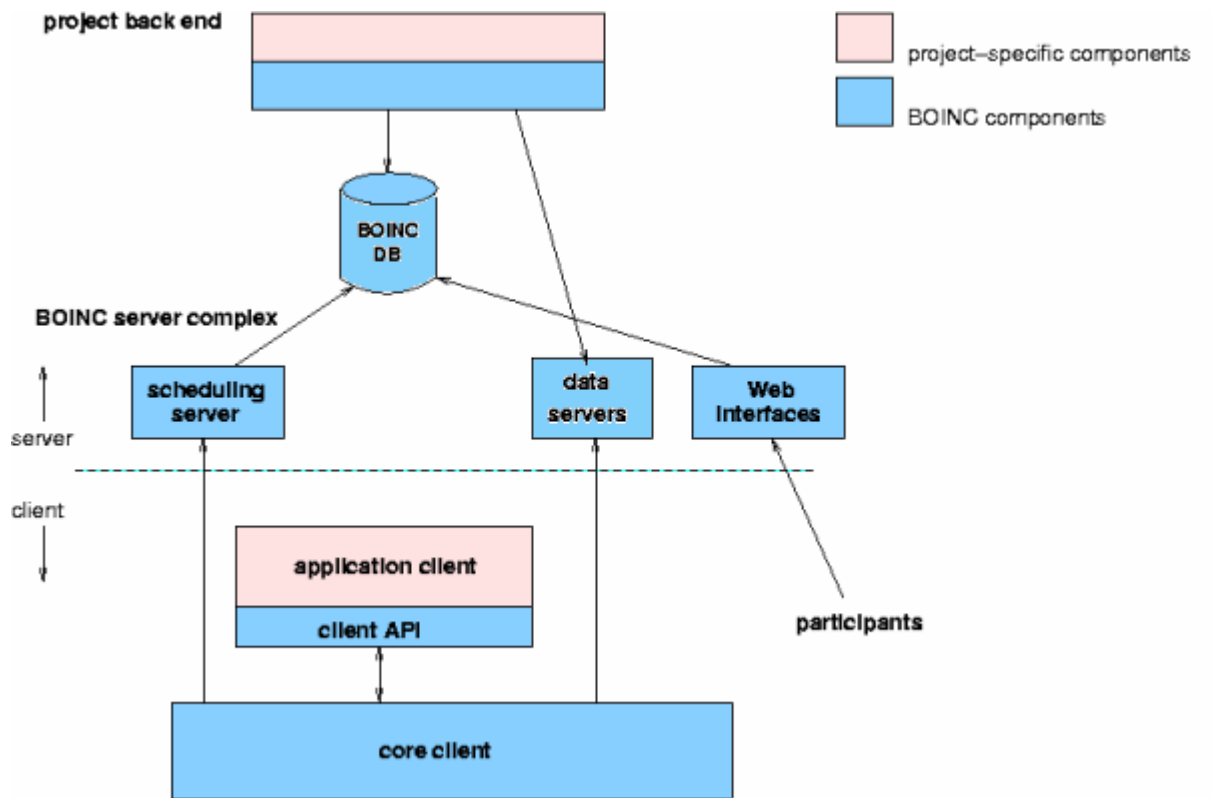 project back end
project–specific components
BOINC components
BOINC
DB
BOINC server complex
scheduling
server
data
servers
Web
interfaces
server
client
application client
client API
participants
core client